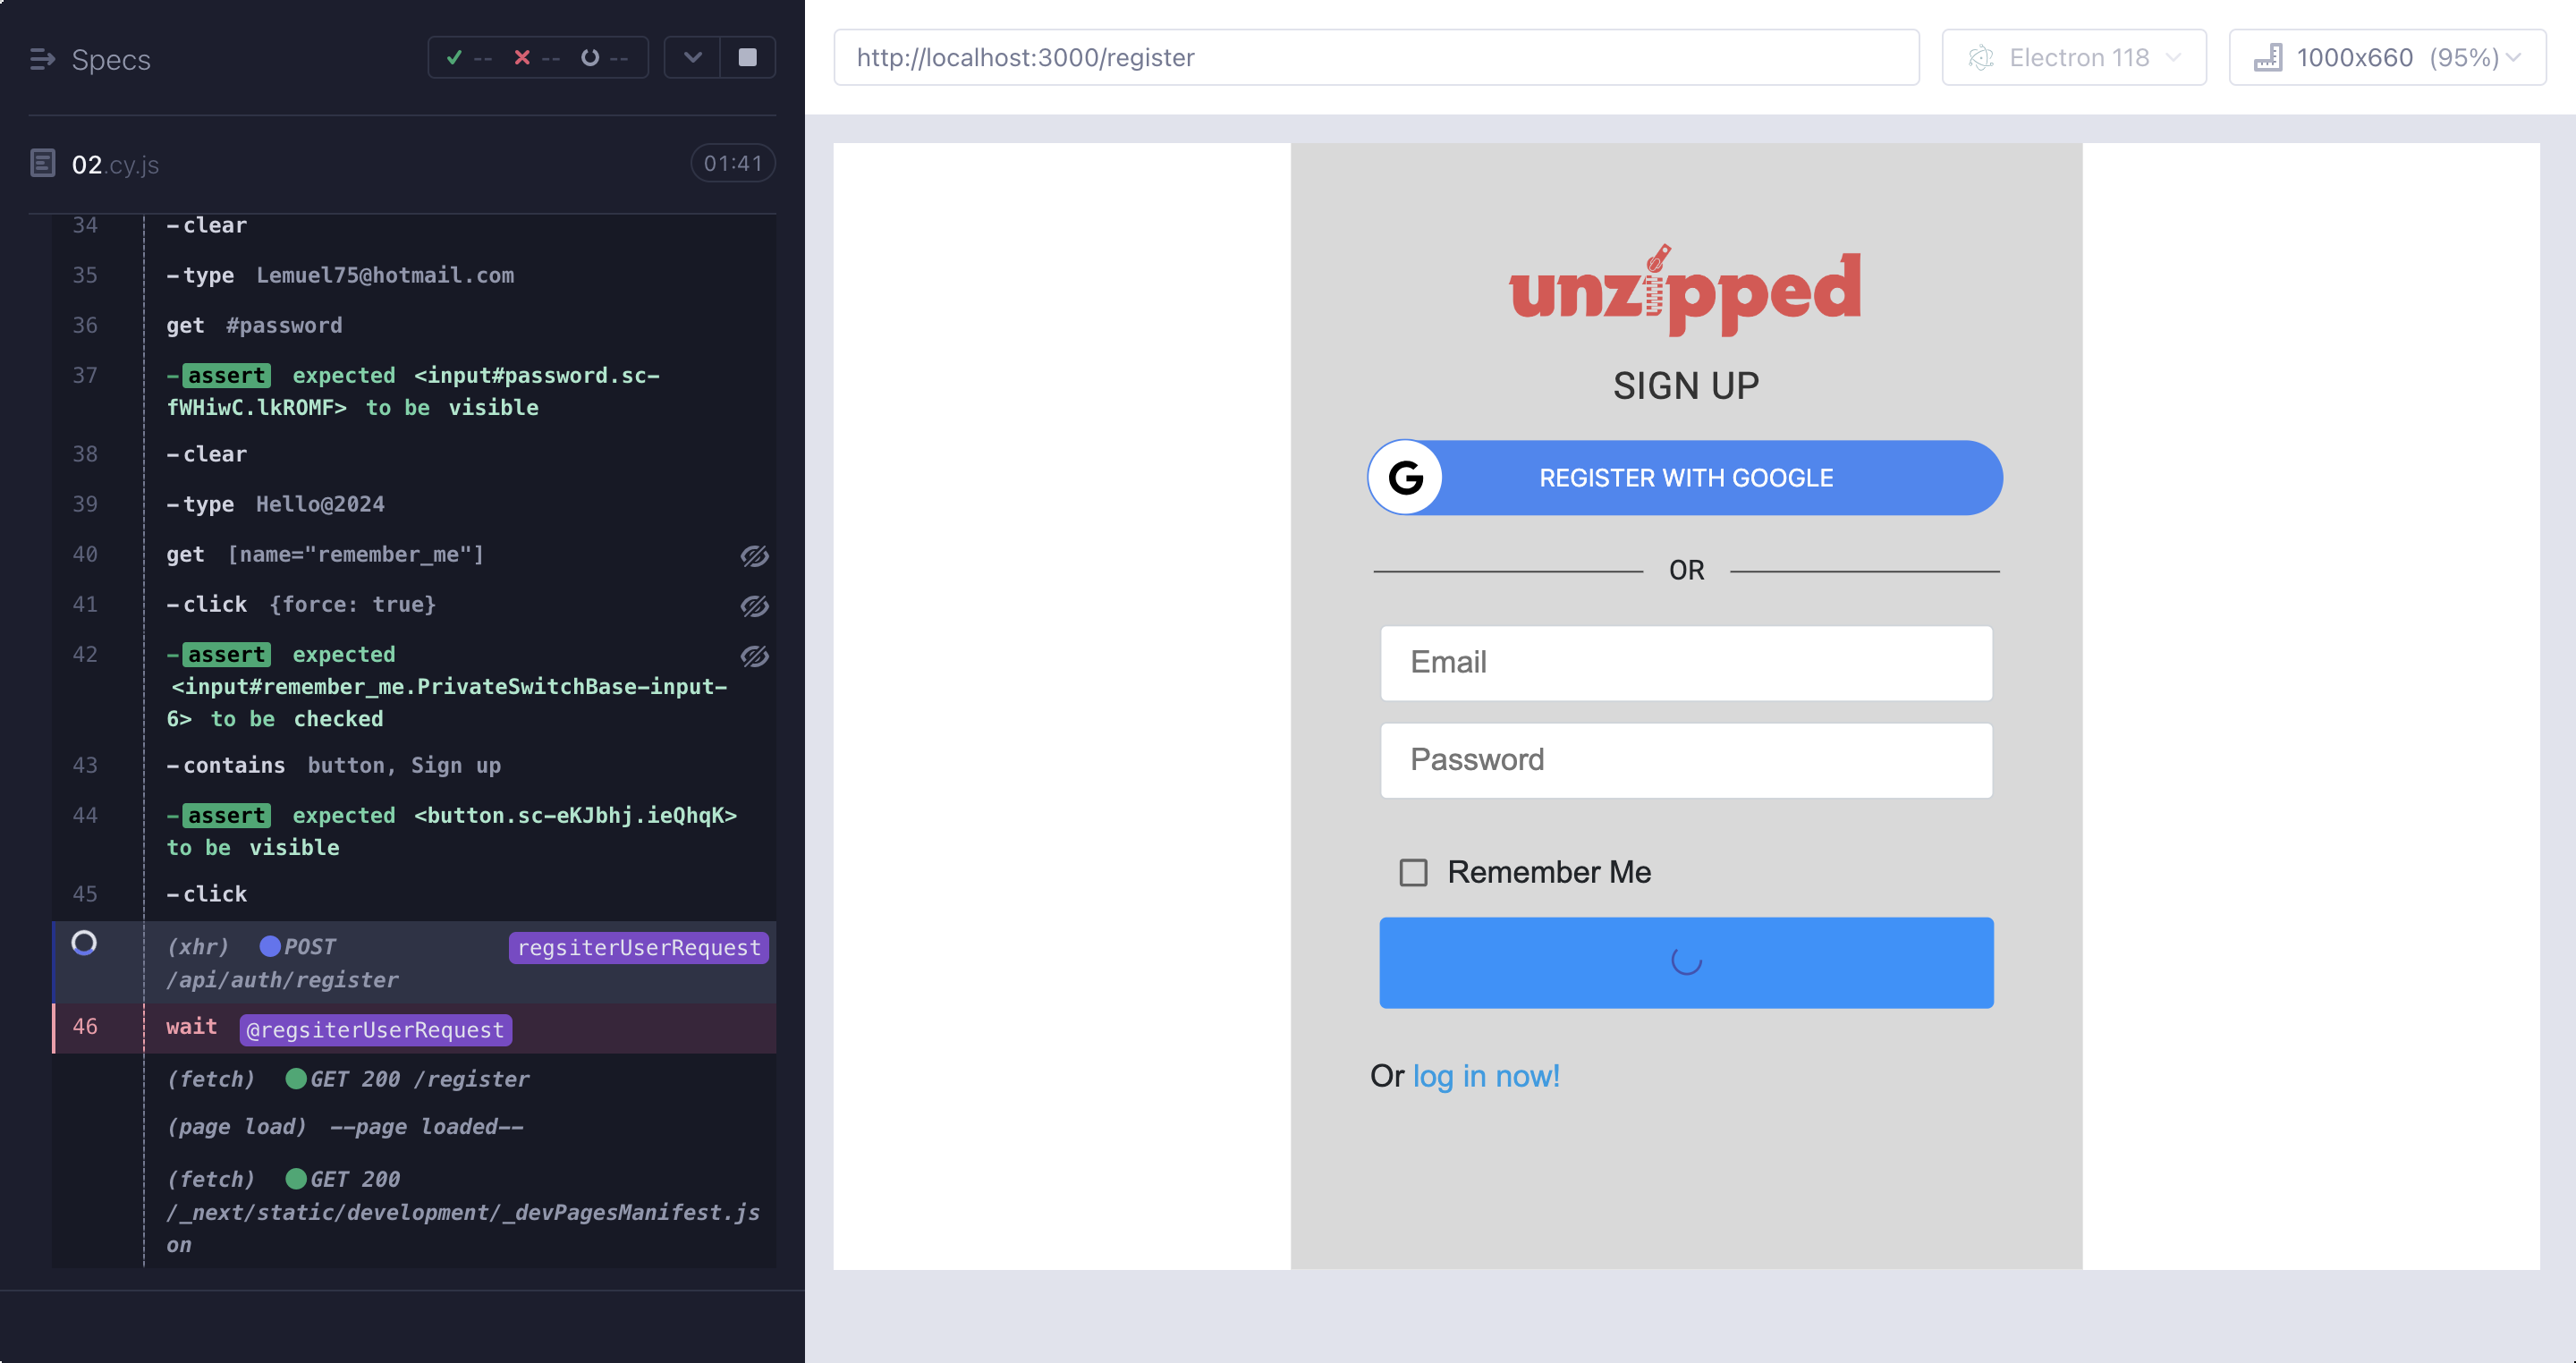 Specs
-- -- --
02.cy.js
01:41
34 -clear
35 -type Lemuel75@hotmail.com
36 get #password
37 -assert expected <input#password.sc-
fWHiwC.lkROMF> to be visible
38 -clear
39 -type Hello@2024
40 get [name="remember_me"]
41 -click {force: true}
42 -assert expected
<input#remember_me.PrivateSwitchBase-input-
6> to be checked
43 -contains button, Sign up
44 -assert expected <button.sc-eKJbhj.ieQhqK>
to be visible
45 -click
(xhr) POST regsiterUserRequest
/api/auth/register
46 wait @regsiterUserRequest
(fetch) GET 200 /register
(page load) --page loaded--
(fetch) GET 200
/_next/static/development/_devPagesManifest.js
on
http://localhost:3000/register
Electron 118
1000x660 (95%)
unzipped
SIGN UP
G REGISTER WITH GOOGLE
OR
Email
Password
Remember Me
Or log in now!